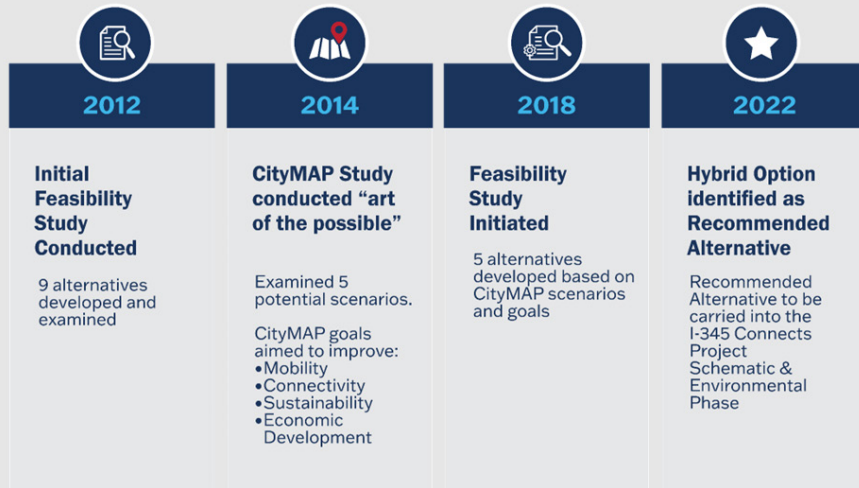 2012
Initial
Feasibility
Study
Conducted
9 alternatives
developed and
examined
2014
CityMAP Study
conducted “art
of the possible”
Examined 5
potential scenarios.
CityMAP goals
aimed to improve:
•Mobility
•Connectivity
•Sustainability
•Economic
Development
2018
Feasibility
Study
Initiated
5 alternatives
developed based on
CityMAP scenarios
and goals
2022
Hybrid Option
identified as
Recommended
Alternative
Recommended
Alternative to be
carried into the
I-345 Connects
Project
Schematic &
Environmental
Phase